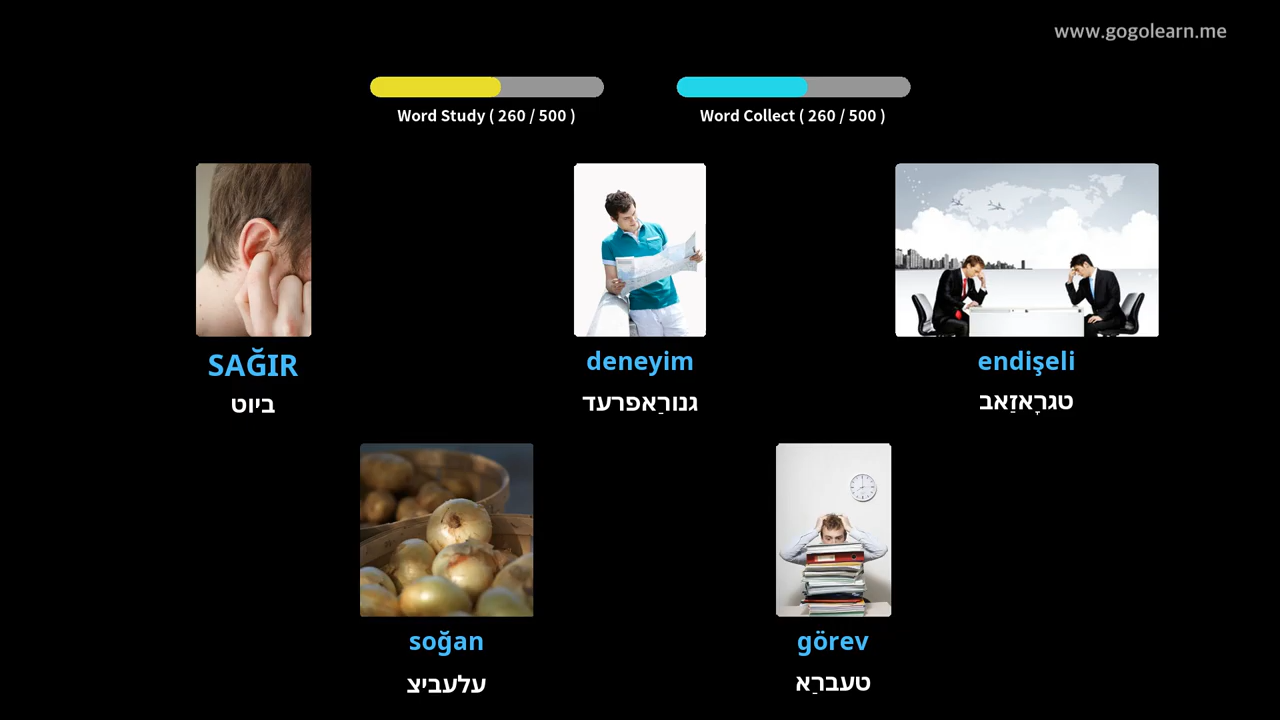 www.gogolearn.me
Word Study ( 260 / 500 )
Word Collect ( 260 / 500 )
SAĞIR
ביוט
deneyim
גנורַאפרעד
endişeli
טגרָאזַאב
soğan
עלעביצ
görev
טעברַא